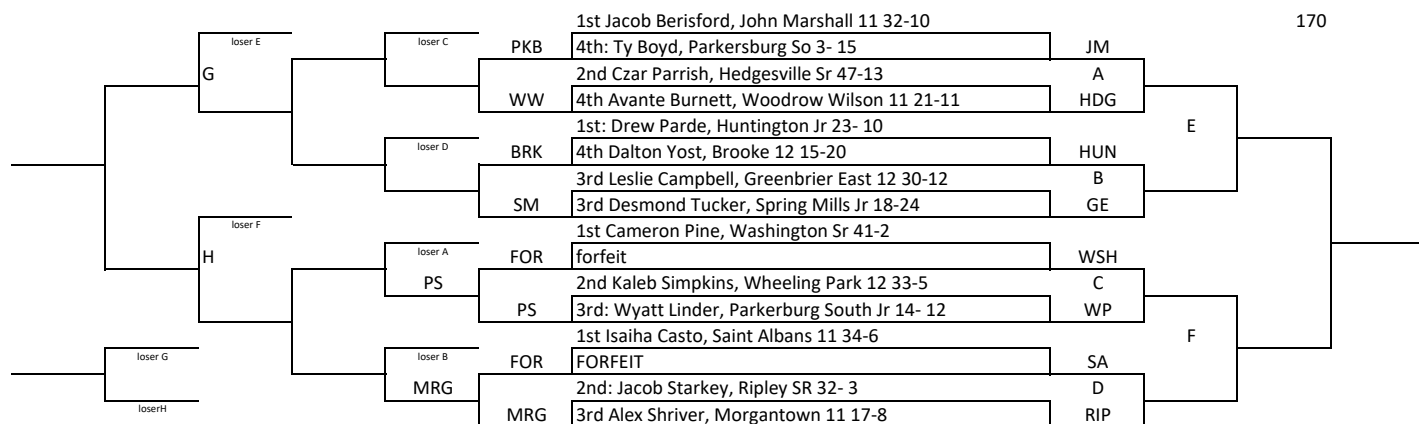 1st Jacob Berisford, John Marshall 11 32-10 170
loser E loser C PKB 4th: Ty Boyd, Parkersburg So 3- 15 JM
G 2nd Czar Parrish, Hedgesville Sr 47-13 A
WW 4th Avante Burnett, Woodrow Wilson 11 21-11 HDG
1st: Drew Parde, Huntington Jr 23- 10 E
loser D BRK 4th Dalton Yost, Brooke 12 15-20 HUN
3rd Leslie Campbell, Greenbrier East 12 30-12 B
SM 3rd Desmond Tucker, Spring Mills Jr 18-24 GE
loser F 1st Cameron Pine, Washington Sr 41-2
H loser A FOR forfeit WSH
PS 2nd Kaleb Simpkins, Wheeling Park 12 33-5 C
PS 3rd: Wyatt Linder, Parkerburg South Jr 14- 12 WP
1st Isaiha Casto, Saint Albans 11 34-6 F
loser G loser B FOR FORFEIT SA
MRG 2nd: Jacob Starkey, Ripley SR 32- 3 D
loserH MRG 3rd Alex Shriver, Morgantown 11 17-8 RIP